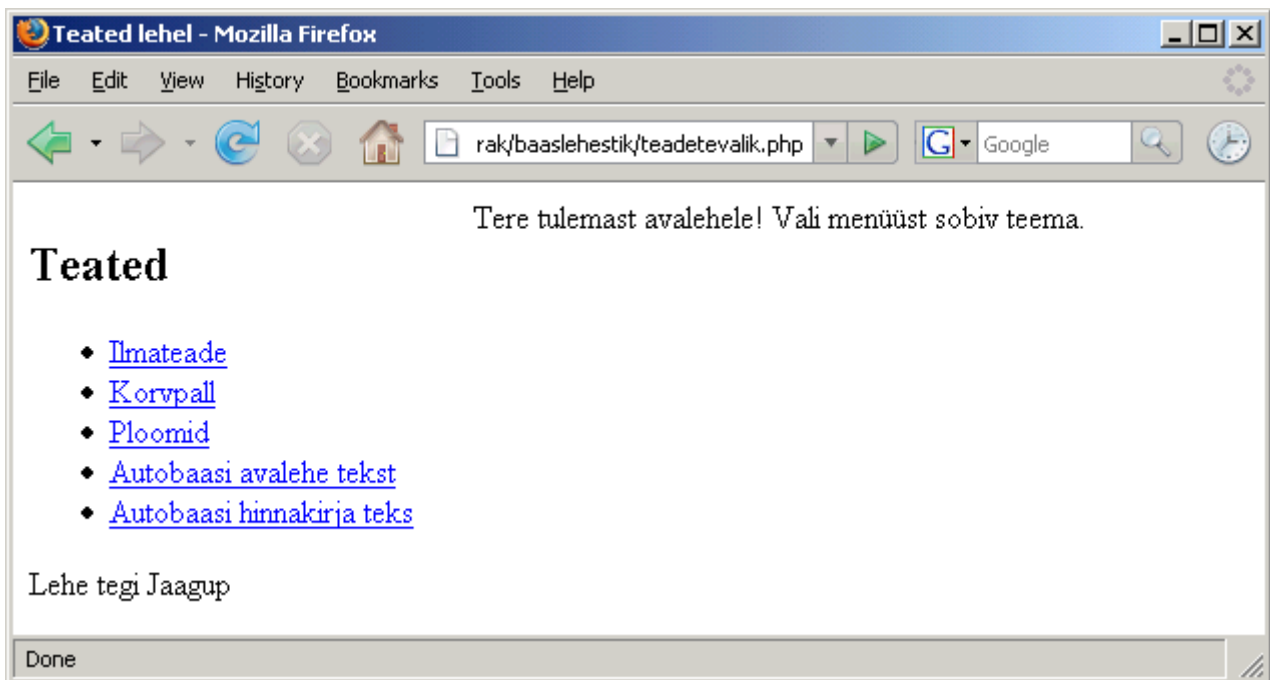 Teated lehel - Mozilla Firefox
File Edit View History Bookmarks Tools Help
rak/baaslehestik/teadetevalik.php G Google
Tere tulemast avalehele! Vali menüüst sobiv teema.
Teated
Ilmateade
Korvpall
Ploomid
Autobaasi avalehe tekst
Autobaasi hinnakirja teks
Lehe tegi Jaagup
Done